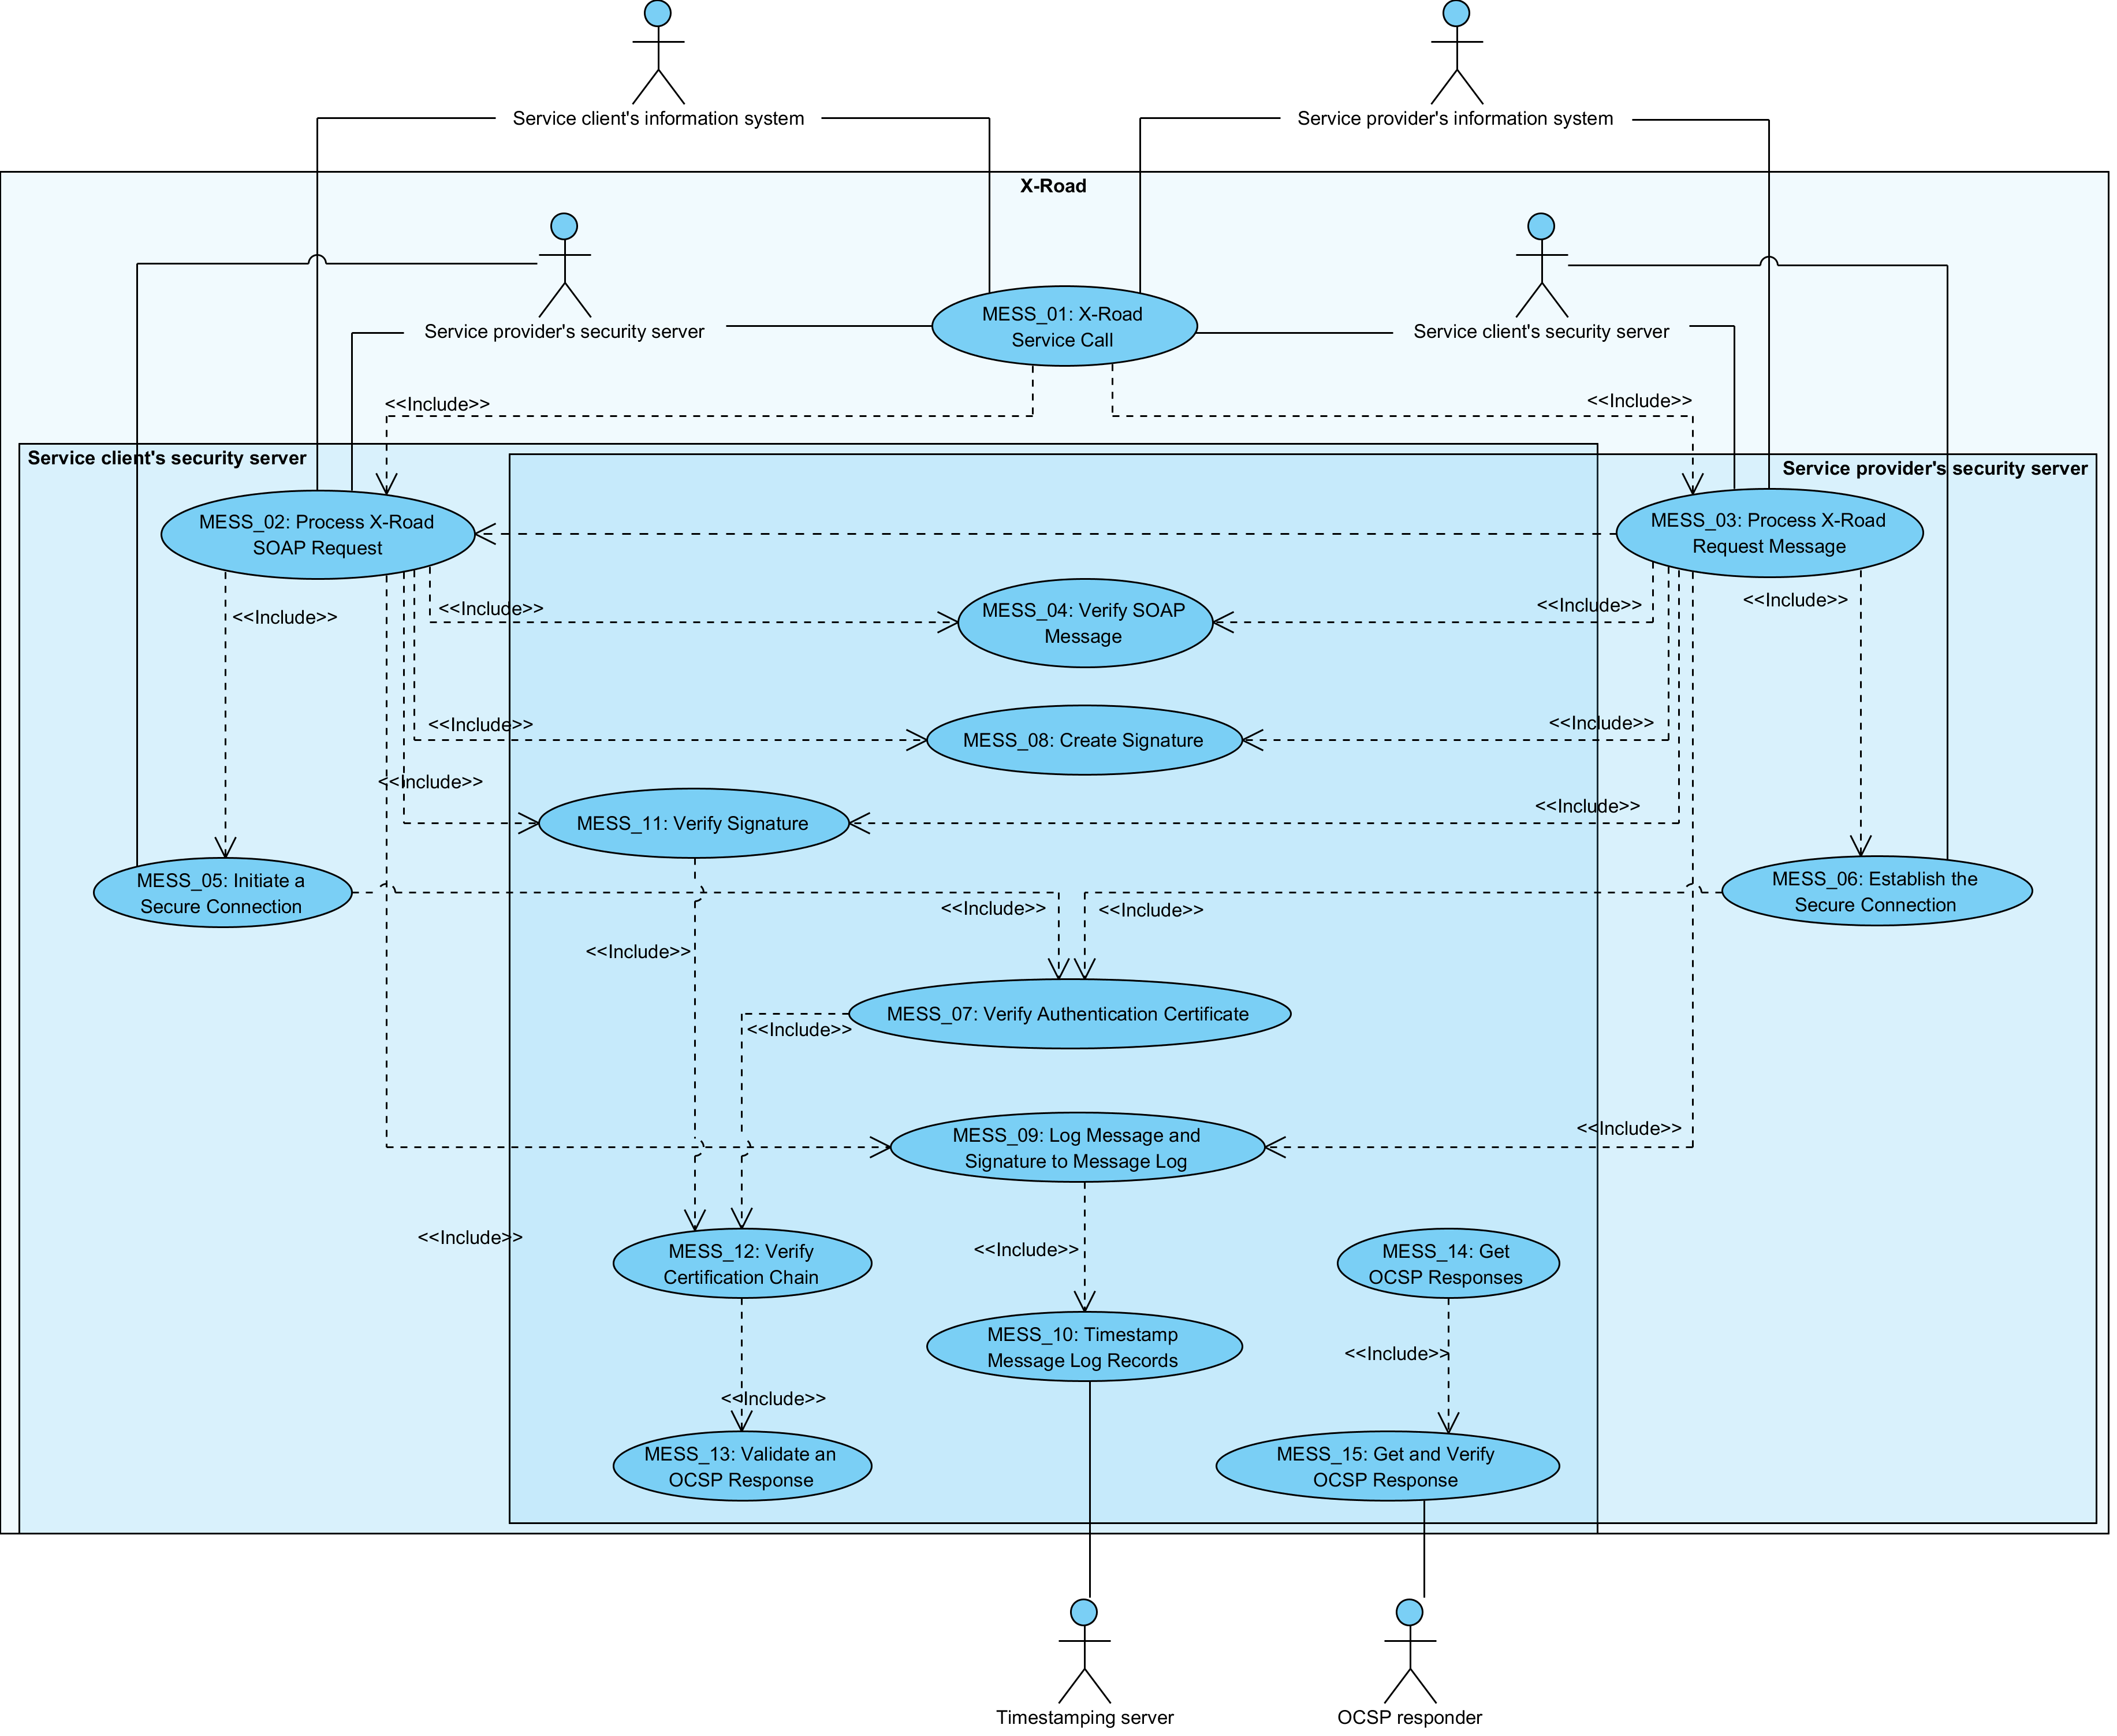 Service client's information system
Service provider's information system
X-Road
MESS_01: X-Road
Service Call
Service provider's security server
Service client's security server
<<Include>>
<<Include>>
Service client's security server
Service provider's security server
MESS_02: Process X-Road
SOAP Request
MESS_03: Process X-Road
Request Message
<<Include>>
<<Include>>
MESS_04: Verify SOAP
Message
<<Include>>
<<Include>>
<<Include>>
MESS_08: Create Signature
<<Include>>
<<Include>>
MESS_11: Verify Signature
<<Include>>
MESS_05: Initiate a
Secure Connection
MESS_06: Establish the
Secure Connection
<<Include>>
<<Include>>
<<Include>>
MESS_07: Verify Authentication Certificate
<<Include>>
MESS_09: Log Message and
Signature to Message Log
<<Include>>
<<Include>>
MESS_12: Verify
Certification Chain
<<Include>>
MESS_14: Get
OCSP Responses
MESS_10: Timestamp
Message Log Records
<<Include>>
<<Include>>
MESS_13: Validate an
OCSP Response
MESS_15: Get and Verify
OCSP Response
Timestamping server
OCSP responder